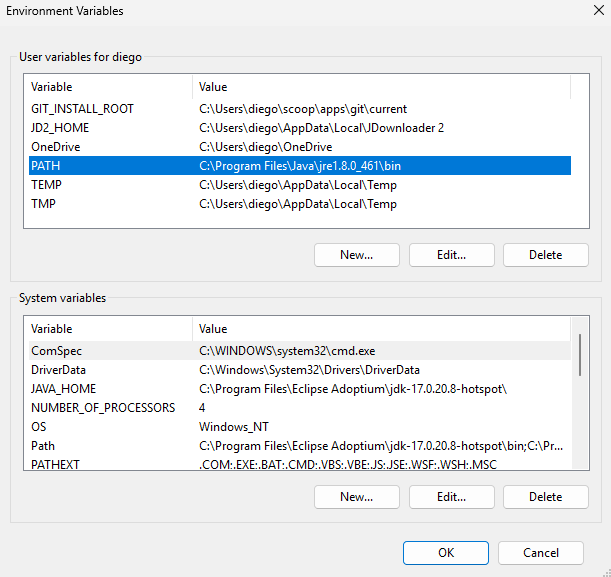 Environment Variables
User variables for diego
Variable Value
GIT_INSTALL_ROOT C:\Users\diego\scoop\apps\git\current
JD2_HOME C:\Users\diego\AppData\Local\JDownloader 2
OneDrive C:\Users\diego\OneDrive
PATH C:\Program Files\Java\jre1.8.0_461\bin
TEMP C:\Users\diego\AppData\Local\Temp
TMP C:\Users\diego\AppData\Local\Temp
New... Edit... Delete
System variables
Variable Value
ComSpec C:\WINDOWS\system32\cmd.exe
DriverData C:\Windows\System32\Drivers\DriverData
JAVA_HOME C:\Program Files\Eclipse Adoptium\jdk-17.0.20.8-hotspot\
NUMBER_OF_PROCESSORS 4
OS Windows_NT
Path C:\Program Files\Eclipse Adoptium\jdk-17.0.20.8-hotspot\bin;C:\Pr...
PATHEXT .COM;.EXE;.BAT;.CMD;.VBS;.VBE;.JS;.JSE;.WSF;.WSH;.MSC
New... Edit... Delete
OK Cancel